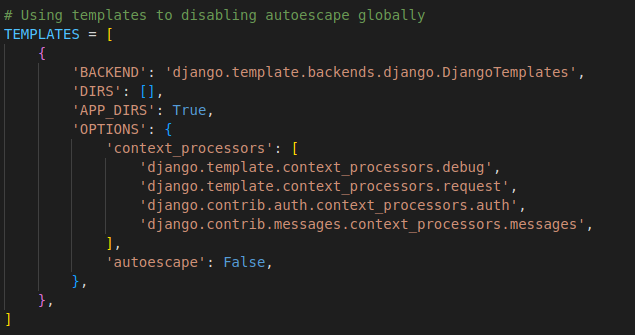 # Using templates to disabling autoescape globally
TEMPLATES = [
    {
        'BACKEND': 'django.template.backends.django.DjangoTemplates',
        'DIRS': [],
        'APP_DIRS': True,
        'OPTIONS': {
            'context_processors': [
                'django.template.context_processors.debug',
                'django.template.context_processors.request',
                'django.contrib.auth.context_processors.auth',
                'django.contrib.messages.context_processors.messages',
            ],
            'autoescape': False,
        },
    },
]